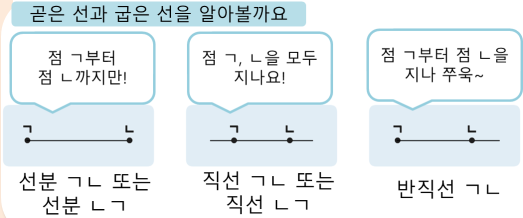 곧은 선과 굽은 선을 알아볼까요
점 ㄱ부터
점 ㄴ까지만!
ㄱ ㄴ
선분 ㄱㄴ 또는
선분 ㄴㄱ
점 ㄱ, ㄴ을 모두
지나요!
ㄱ ㄴ
직선 ㄱㄴ 또는
직선 ㄴㄱ
점 ㄱ부터 점 ㄴ을
지나 쭈욱~
ㄱ ㄴ
반직선 ㄱㄴ